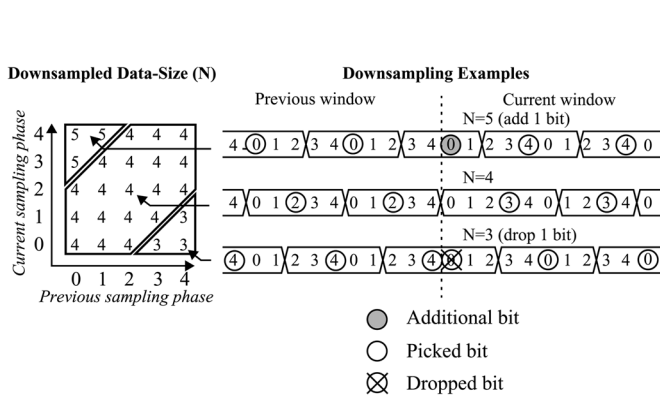 Downsampled Data-Size (N)
Downsampling Examples
Previous window
Current window
N=5 (add 1 bit)
Current sampling phase
4 5 5 4 4 4
3 5 4 4 4 4
2 4 4 4 4 4
1 4 4 4 4 3
0 4 4 4 3 3
0 1 2 3 4
Previous sampling phase
4 0 1 2 3 4 0 1 2 3 4 0 1 2 3 4 0 1 2 3 4 0
N=4
4 0 1 2 3 4 0 1 2 3 4 0 1 2 3 4 0 1 2 3 4 0
N=3 (drop 1 bit)
4 0 1 2 3 4 0 1 2 3 4 0 1 2 3 4 0 1 2 3 4 0
Additional bit
Picked bit
Dropped bit